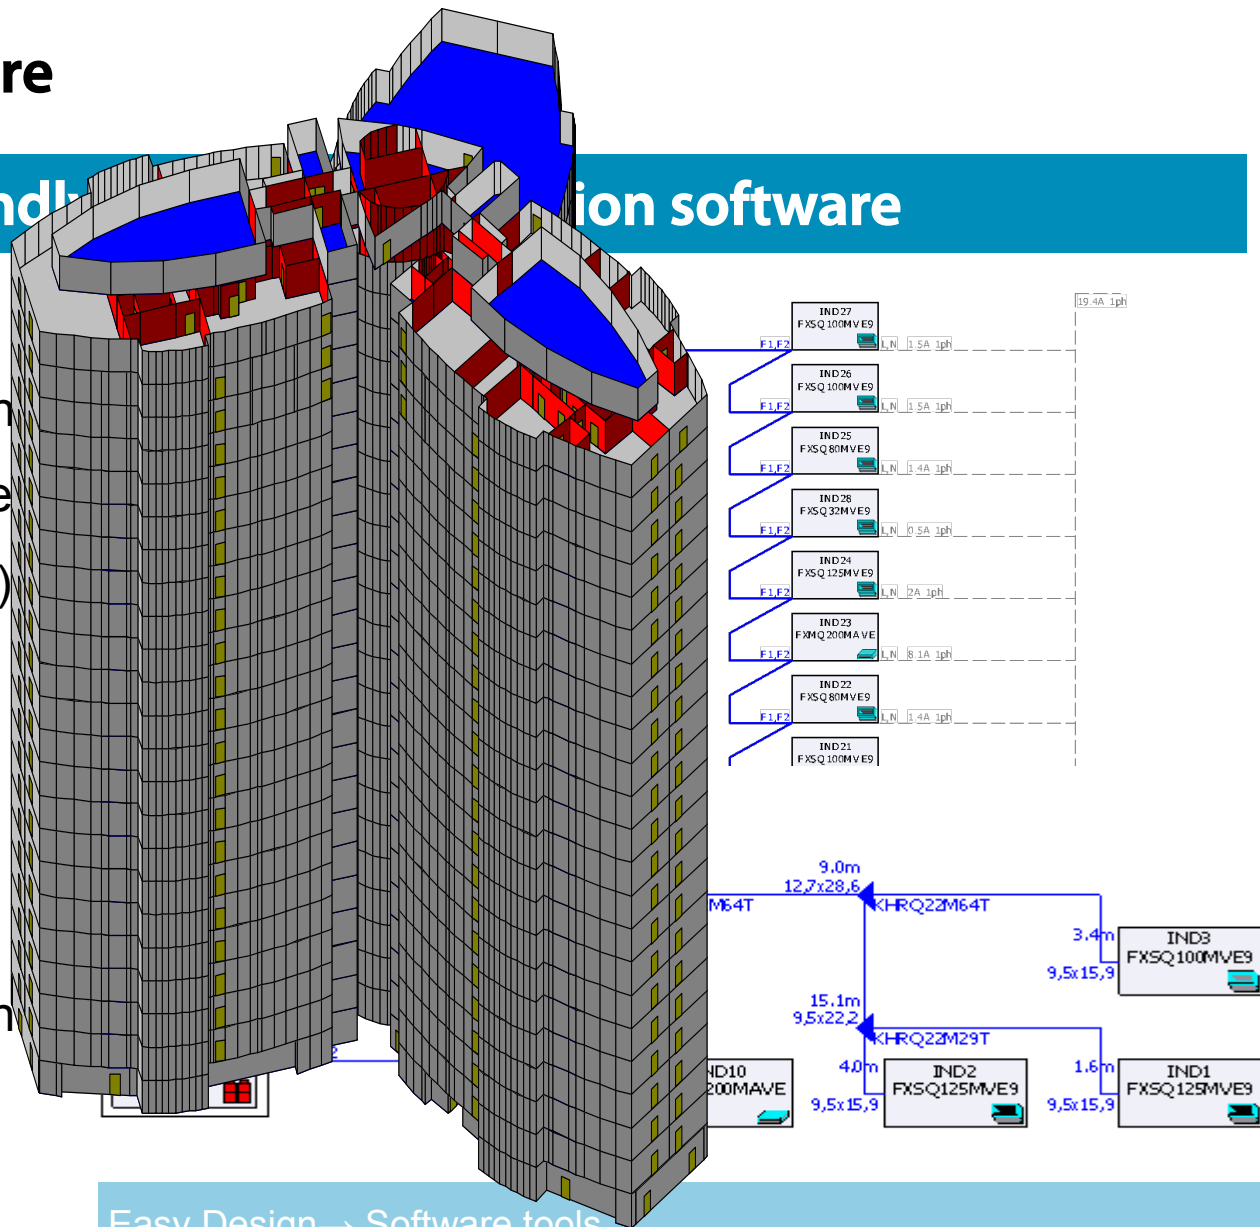 re
ion software
n
e
)
n
19.4A 1ph
IND27
FXSQ100MVE9
F1,F2
L,N 1.5A 1ph
IND26
FXSQ100MVE9
F1,F2
L,N 1.5A 1ph
IND25
FXSQ80MVE9
F1,F2
L,N 1.4A 1ph
IND28
FXSQ32MVE9
F1,F2
L,N 0.5A 1ph
IND24
FXSQ125MVE9
F1,F2
L,N 2A 1ph
IND23
FXMQ200MAVE
F1,F2
L,N 8.1A 1ph
IND22
FXSQ80MVE9
F1,F2
L,N 1.4A 1ph
IND21
FXSQ100MVE9
9.0m
12,7x28,6
M64T
KHRQ22M64T
3.4m
9,5x15,9
IND3
FXSQ100MVE9
15.1m
9,5x22,2
KHRQ22M29T
ND10
200MAVE
4.0m
9,5x15,9
IND2
FXSQ125MVE9
1.6m
9,5x15,9
IND1
FXSQ125MVE9
Easy Design→ Software tools